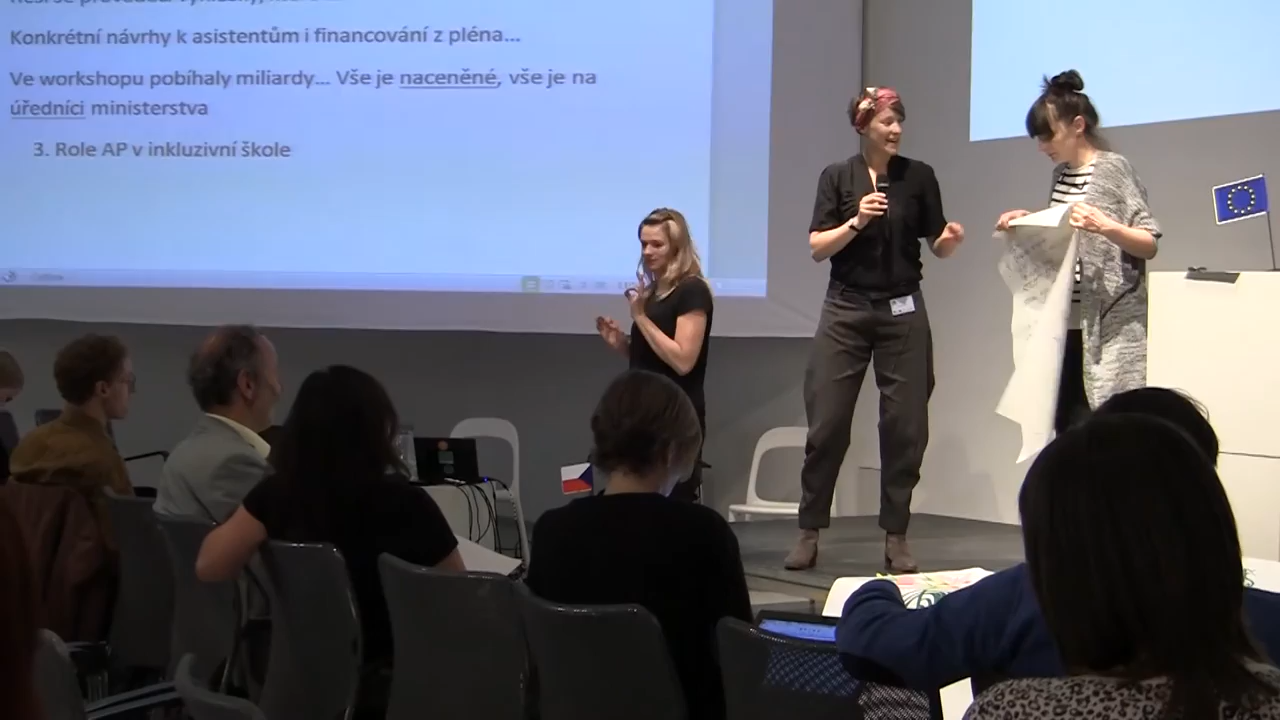 Konkrétní návrhy k asistentům i financování z pléna...
Ve workshopu pobíhaly miliardy... Vše je naceněné, vše je na
úředníci ministerstva
3. Role AP v inkluzivní škole